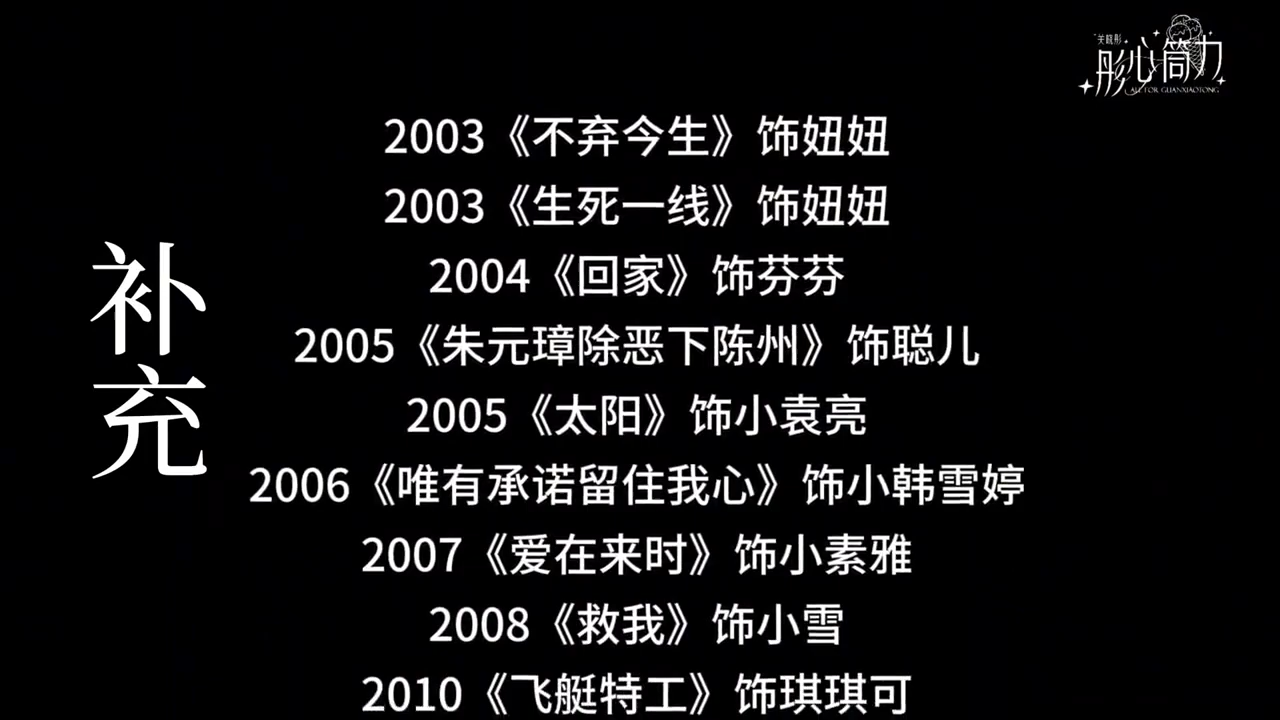 关晓彤
彤心筒力
ALL FOR GUANXIAOTONG
补充
2003《不弃今生》饰妞妞
2003《生死一线》饰妞妞
2004《回家》饰芬芬
2005《朱元璋除恶下陈州》饰聪儿
2005《太阳》饰小袁亮
2006《唯有承诺留住我心》饰小韩雪婷
2007《爱在来时》饰小素雅
2008《救我》饰小雪
2010《飞艇特工》饰琪琪可